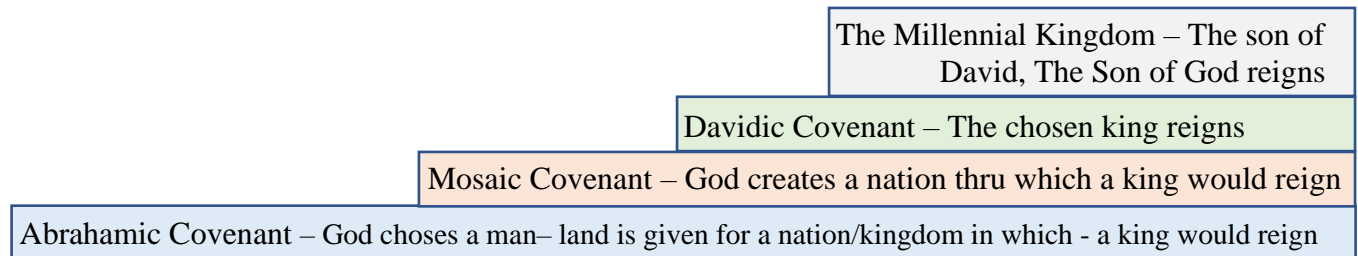 The Millennial Kingdom – The son of
David, The Son of God reigns
Davidic Covenant – The chosen king reigns
Mosaic Covenant – God creates a nation thru which a king would reign
Abrahamic Covenant – God choses a man– land is given for a nation/kingdom in which - a king would reign